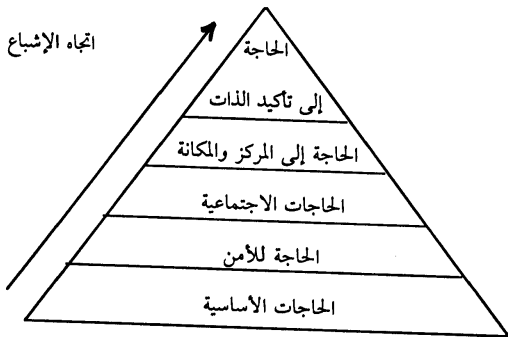 اتجاه الإشباع
الحاجة
إلى تأكيد الذات
الحاجة إلى المركز والمكانة
الحاجات الاجتماعية
الحاجة للأمن
الحاجات الأساسية